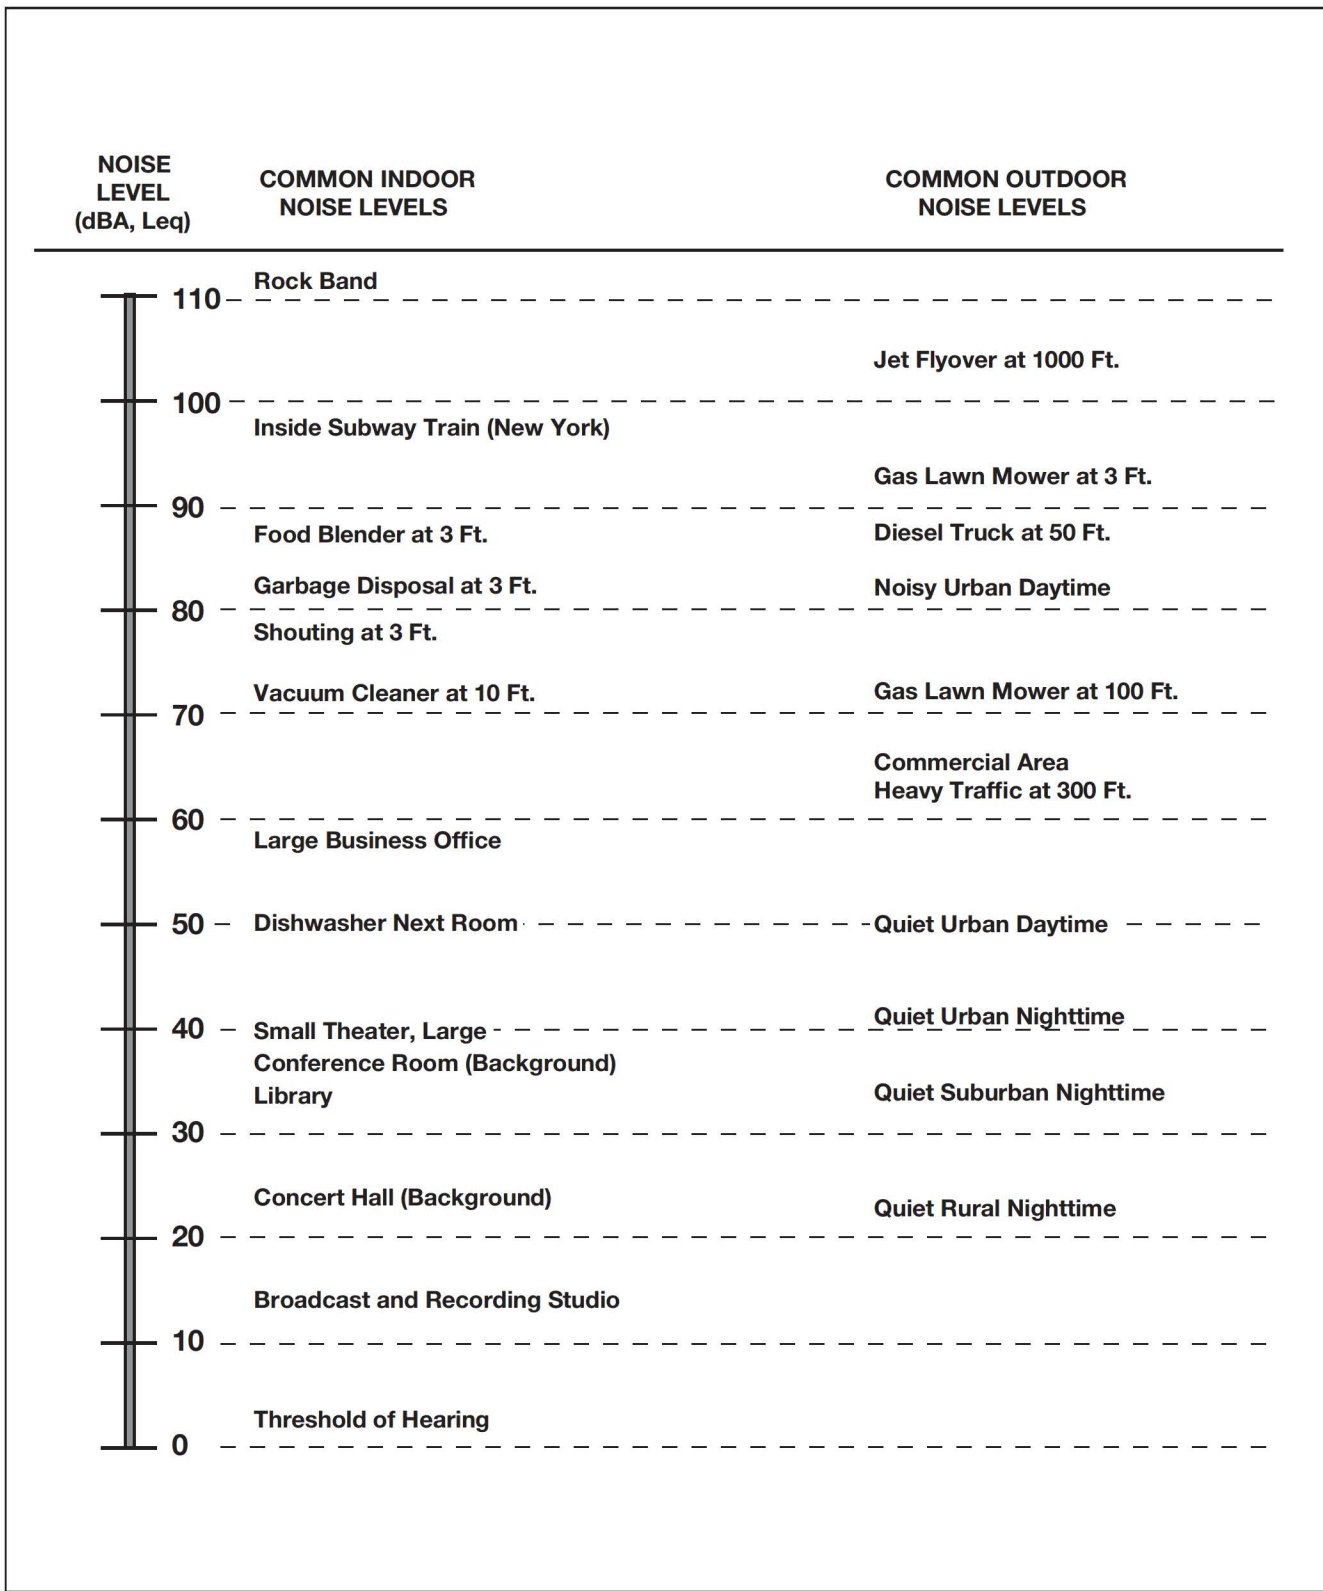 NOISE
LEVEL
(dBA, Leq)
COMMON INDOOR
NOISE LEVELS
COMMON OUTDOOR
NOISE LEVELS
Rock Band
110
Jet Flyover at 1000 Ft.
100
Inside Subway Train (New York)
Gas Lawn Mower at 3 Ft.
90
Food Blender at 3 Ft.
Diesel Truck at 50 Ft.
Garbage Disposal at 3 Ft.
Noisy Urban Daytime
80
Shouting at 3 Ft.
Vacuum Cleaner at 10 Ft.
Gas Lawn Mower at 100 Ft.
70
Commercial Area
Heavy Traffic at 300 Ft.
60
Large Business Office
50
Dishwasher Next Room
Quiet Urban Daytime
Quiet Urban Nighttime
40
Small Theater, Large
Conference Room (Background)
Library
Quiet Suburban Nighttime
30
Concert Hall (Background)
Quiet Rural Nighttime
20
Broadcast and Recording Studio
10
Threshold of Hearing
0